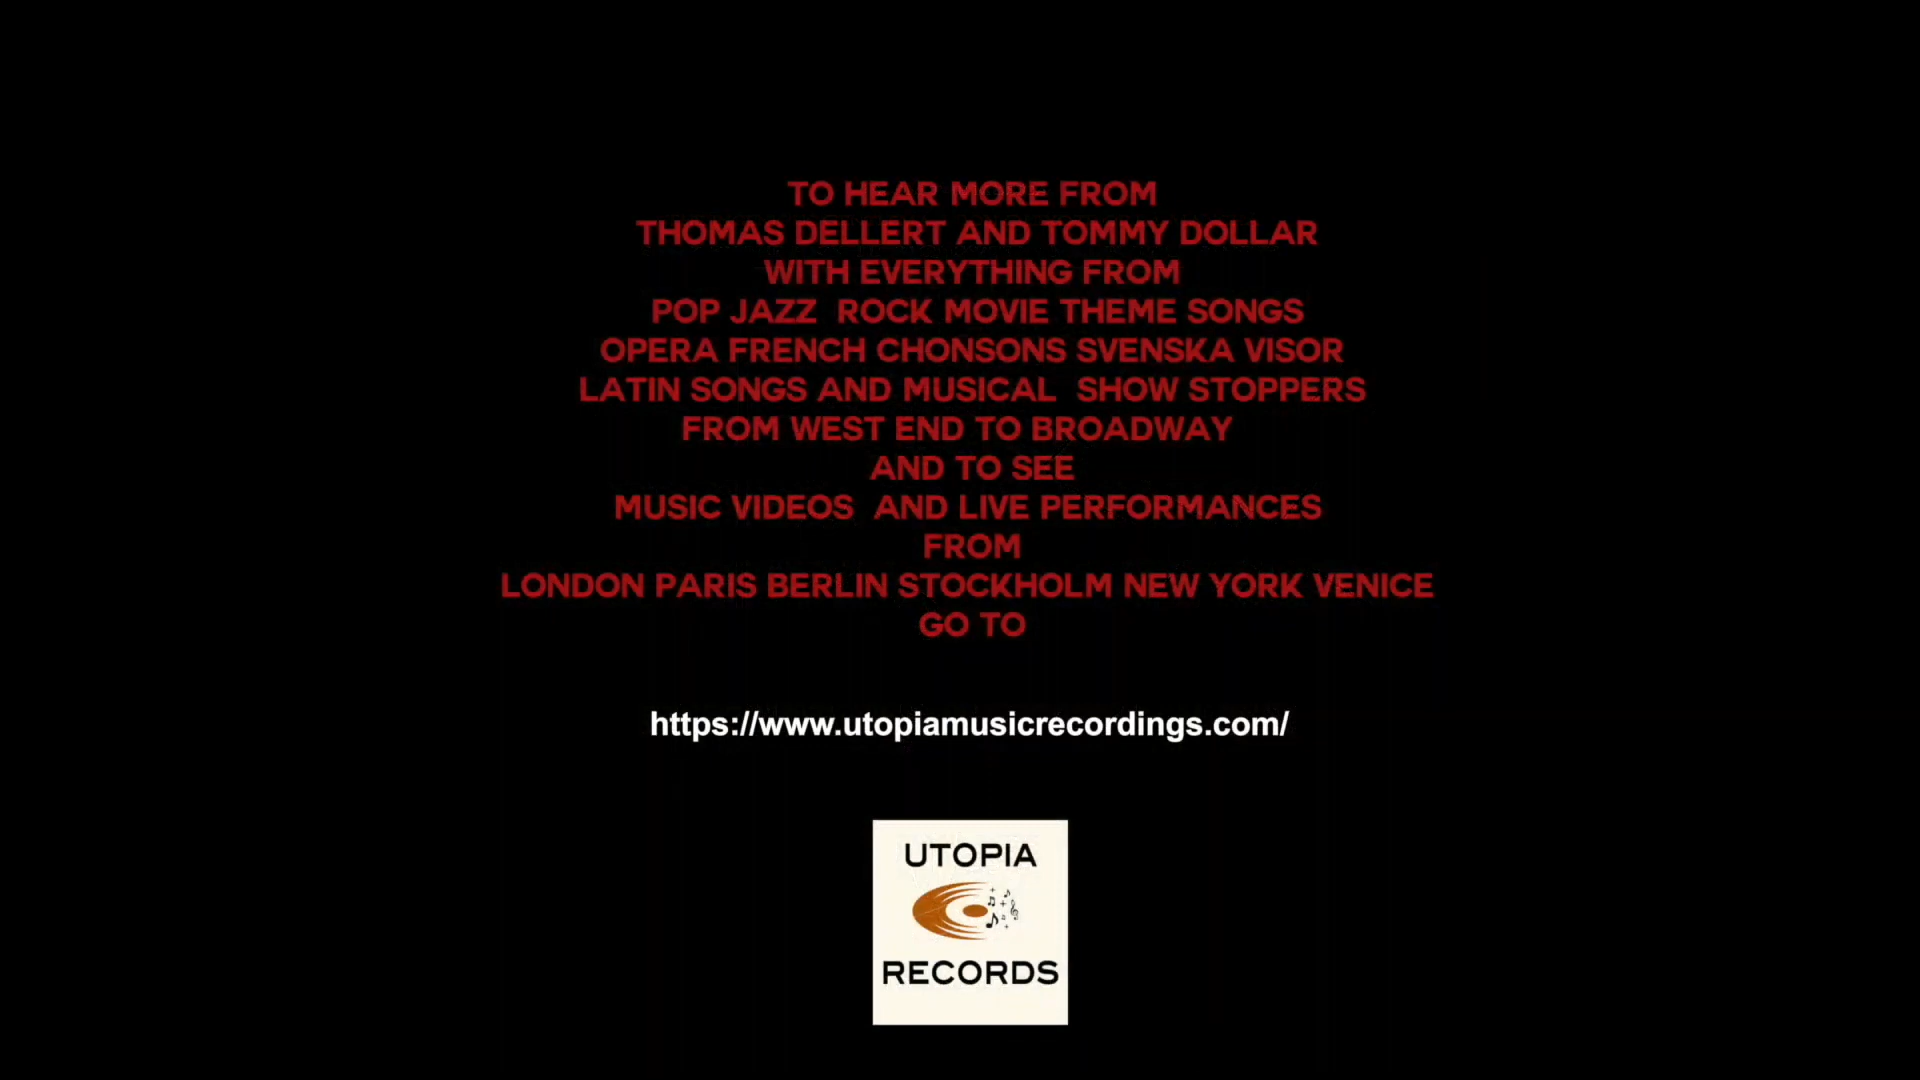 TO HEAR MORE FROM
THOMAS DELLERT AND TOMMY DOLLAR
WITH EVERYTHING FROM
POP JAZZ  ROCK MOVIE THEME SONGS
OPERA FRENCH CHONSONS SVENSKA VISOR
LATIN SONGS AND MUSICAL  SHOW STOPPERS
FROM WEST END TO BROADWAY
AND TO SEE
MUSIC VIDEOS  AND LIVE PERFORMANCES
FROM
LONDON PARIS BERLIN STOCKHOLM NEW YORK VENICE
GO TO
https://www.utopiamusicrecordings.com/
UTOPIA
RECORDS